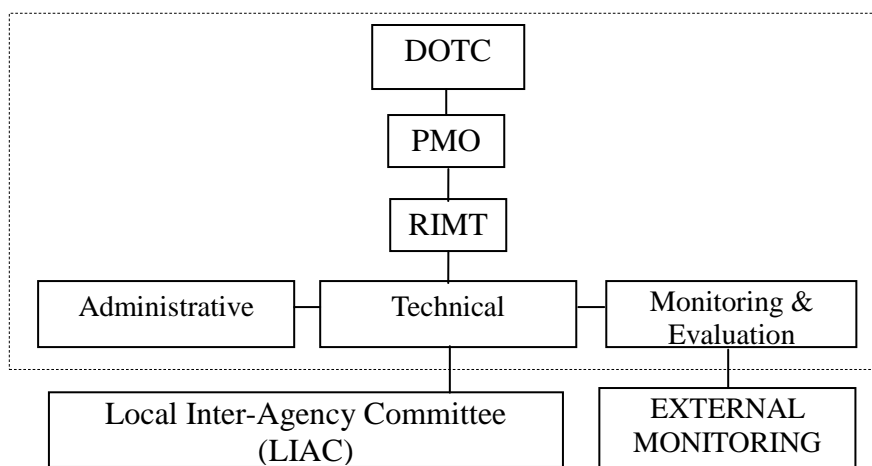 DOTC
PMO
RIMT
Administrative
Technical
Monitoring &
Evaluation
Local Inter-Agency Committee
(LIAC)
EXTERNAL
MONITORING